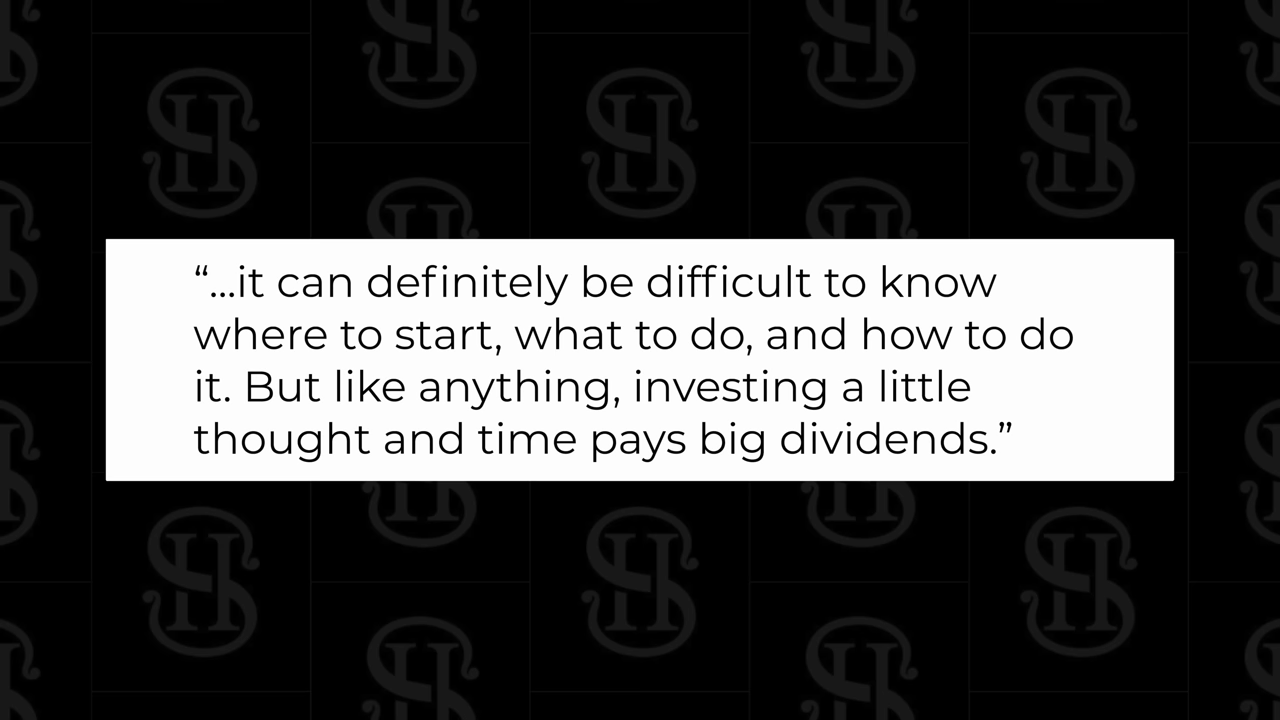 “...it can definitely be difficult to know
where to start, what to do, and how to do
it. But like anything, investing a little
thought and time pays big dividends.”